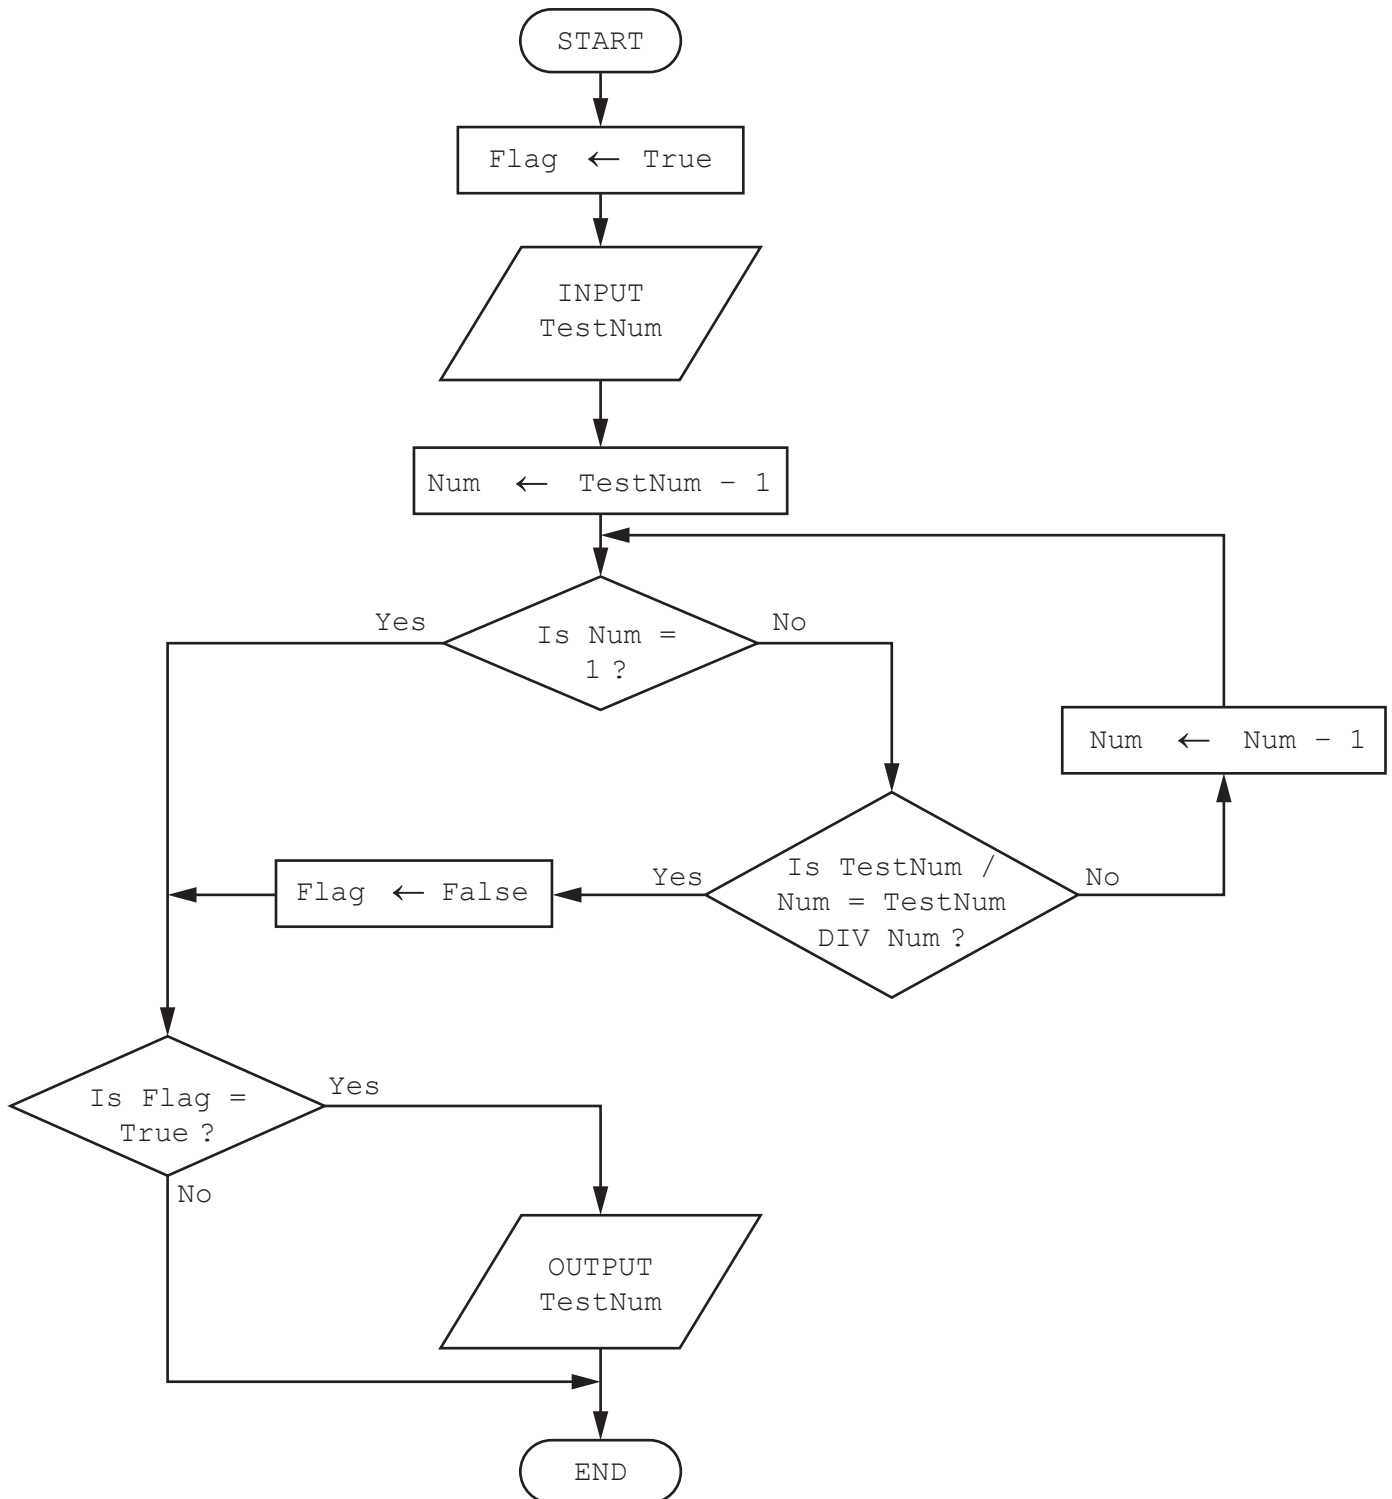 START
Flag ← True
INPUT
TestNum
Num ← TestNum – 1
Yes
No
Is Num =
1 ?
Num ← Num – 1
Is TestNum /
Num = TestNum
DIV Num ?
Yes
No
Flag ← False
Is Flag =
True ?
Yes
No
OUTPUT
TestNum
END